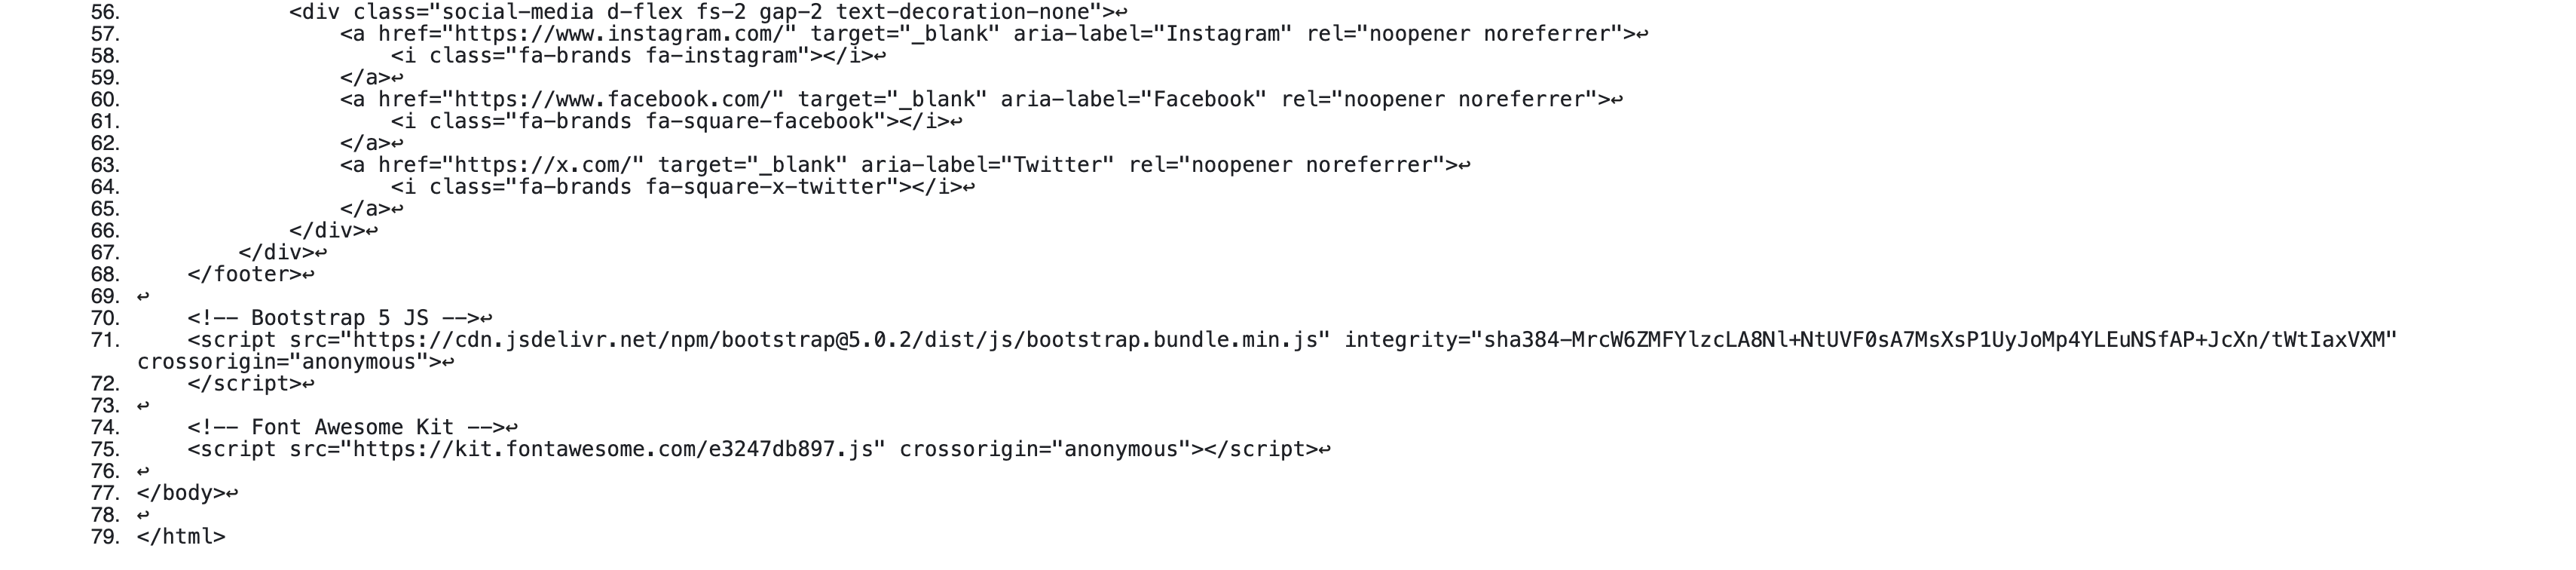 56. <div class="social-media d-flex fs-2 gap-2 text-decoration-none">↩
57. <a href="https://www.instagram.com/" target="_blank" aria-label="Instagram" rel="noopener noreferrer">↩
58. <i class="fa-brands fa-instagram"></i>↩
59. </a>↩
60. <a href="https://www.facebook.com/" target="_blank" aria-label="Facebook" rel="noopener noreferrer">↩
61. <i class="fa-brands fa-square-facebook"></i>↩
62. </a>↩
63. <a href="https://x.com/" target="_blank" aria-label="Twitter" rel="noopener noreferrer">↩
64. <i class="fa-brands fa-square-x-twitter"></i>↩
65. </a>↩
66. </div>↩
67. </div>↩
68. </footer>↩
69. ↩
70. <!-- Bootstrap 5 JS -->↩
71. <script src="https://cdn.jsdelivr.net/npm/bootstrap@5.0.2/dist/js/bootstrap.bundle.min.js" integrity="sha384-MrcW6ZMFYlzcLA8Nl+NtUVF0sA7MsXsP1UyJoMp4YLEuNSfAP+JcXn/tWtIaxVXM"
crossorigin="anonymous">↩
72. </script>↩
73. ↩
74. <!-- Font Awesome Kit -->↩
75. <script src="https://kit.fontawesome.com/e3247db897.js" crossorigin="anonymous"></script>↩
76. ↩
77. </body>↩
78. ↩
79. </html>